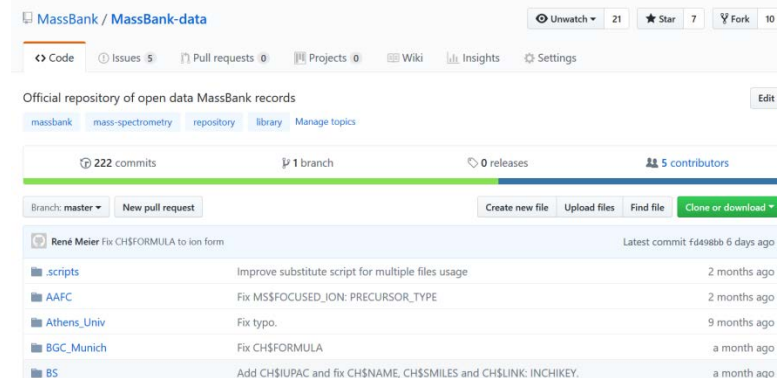 MassBank / MassBank-data
Unwatch 21 Star 7 Fork 10
Code Issues 5 Pull requests 0 Projects 0 Wiki Insights Settings
Official repository of open data MassBank records Edit
massbank mass-spectrometry repository library Manage topics
222 commits 1 branch 0 releases 5 contributors
Branch: master New pull request Create new file Upload files Find file Clone or download
René Meier Fix CH$FORMULA to ion form Latest commit fd498bb 6 days ago
.scripts Improve substitute script for multiple files usage 2 months ago
AAFC Fix MS$FOCUSED_ION: PRECURSOR_TYPE 2 months ago
Athens_Univ Fix typo. 9 months ago
BGC_Munich Fix CH$FORMULA a month ago
BS Add CH$IUPAC and fix CH$NAME, CH$SMILES and CH$LINK: INCHIKEY. a month ago